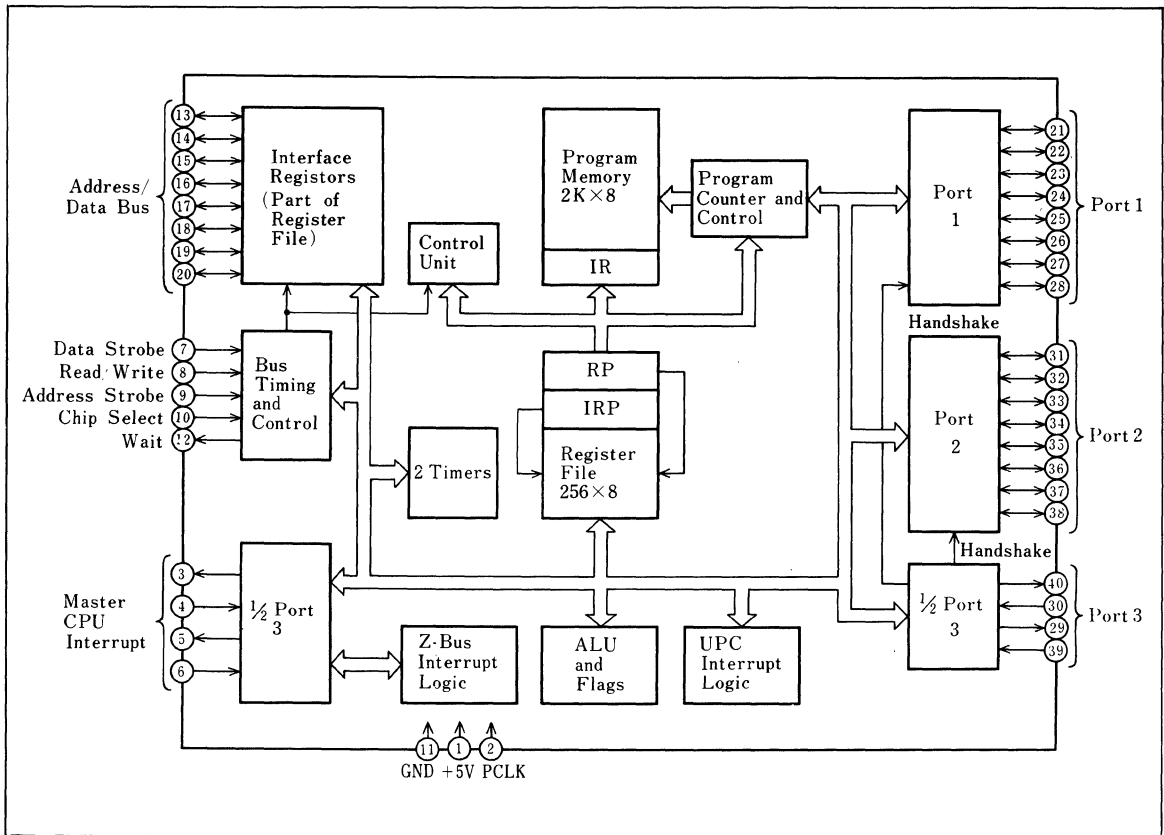 Address/
Data Bus
13
14
15
16
17
18
19
20
Interface
Registors
(Part of
Register
File)
Program
Memory
2K×8
IR
Program
Counter and
Control
Control
Unit
Port
1
21
22
23
24
25
26
27
28
Port 1
Handshake
Data Strobe
Read/Write
Address Strobe
Chip Select
Wait
7
8
9
10
12
Bus
Timing
and
Control
RP
IRP
Register
File
256×8
2 Timers
Port
2
31
32
33
34
35
36
37
38
Port 2
Handshake
Master
CPU
Interrupt
3
4
5
6
½ Port
3
Z-Bus
Interrupt
Logic
ALU
and
Flags
UPC
Interrupt
Logic
½ Port
3
40
30
29
39
Port 3
11
1
2
GND +5V PCLK